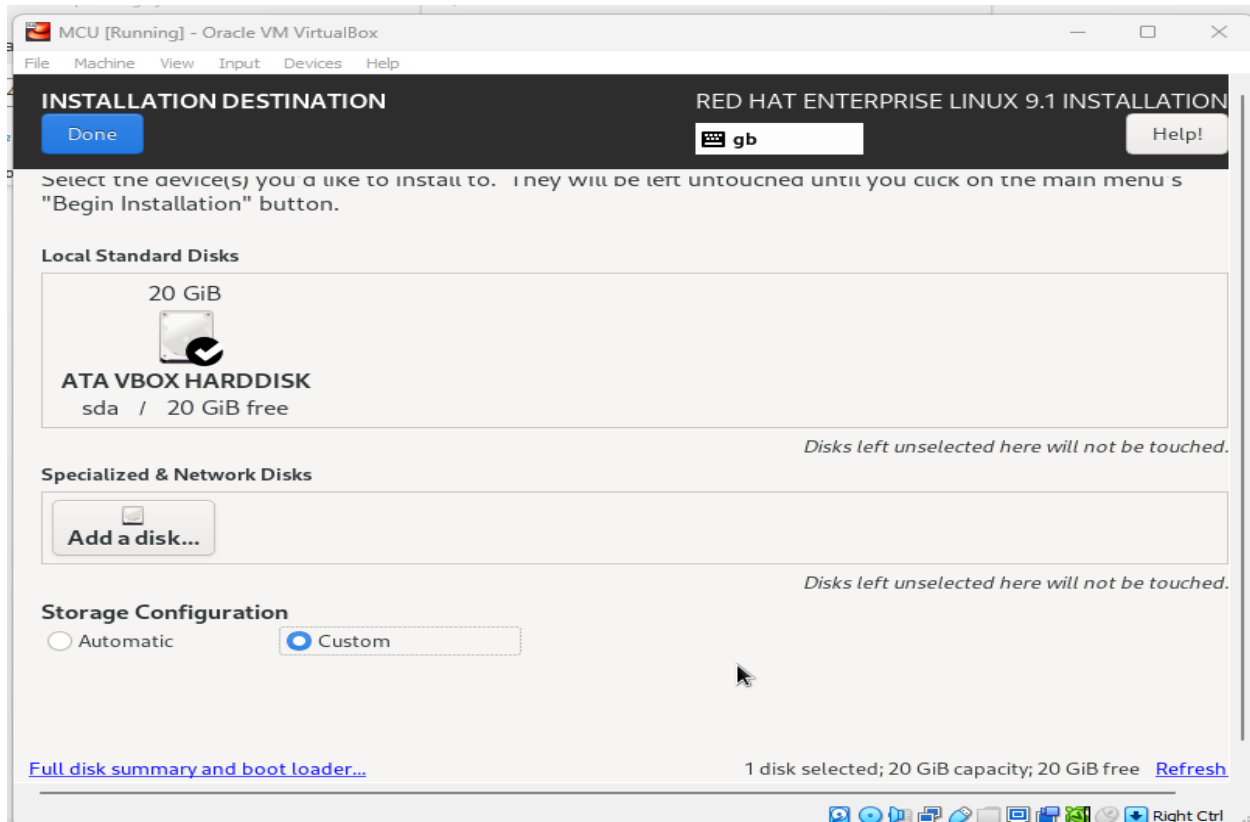 MCU [Running] - Oracle VM VirtualBox
File Machine View Input Devices Help
INSTALLATION DESTINATION
RED HAT ENTERPRISE LINUX 9.1 INSTALLATION
Done
gb
Help!
Select the device(s) you'd like to install to. They will be left untouched until you click on the main menu's
"Begin Installation" button.
Local Standard Disks
20 GiB
ATA VBOX HARDDISK
sda / 20 GiB free
Disks left unselected here will not be touched.
Specialized & Network Disks
Add a disk...
Disks left unselected here will not be touched.
Storage Configuration
Automatic
Custom
Full disk summary and boot loader...
1 disk selected; 20 GiB capacity; 20 GiB free Refresh
Right Ctrl